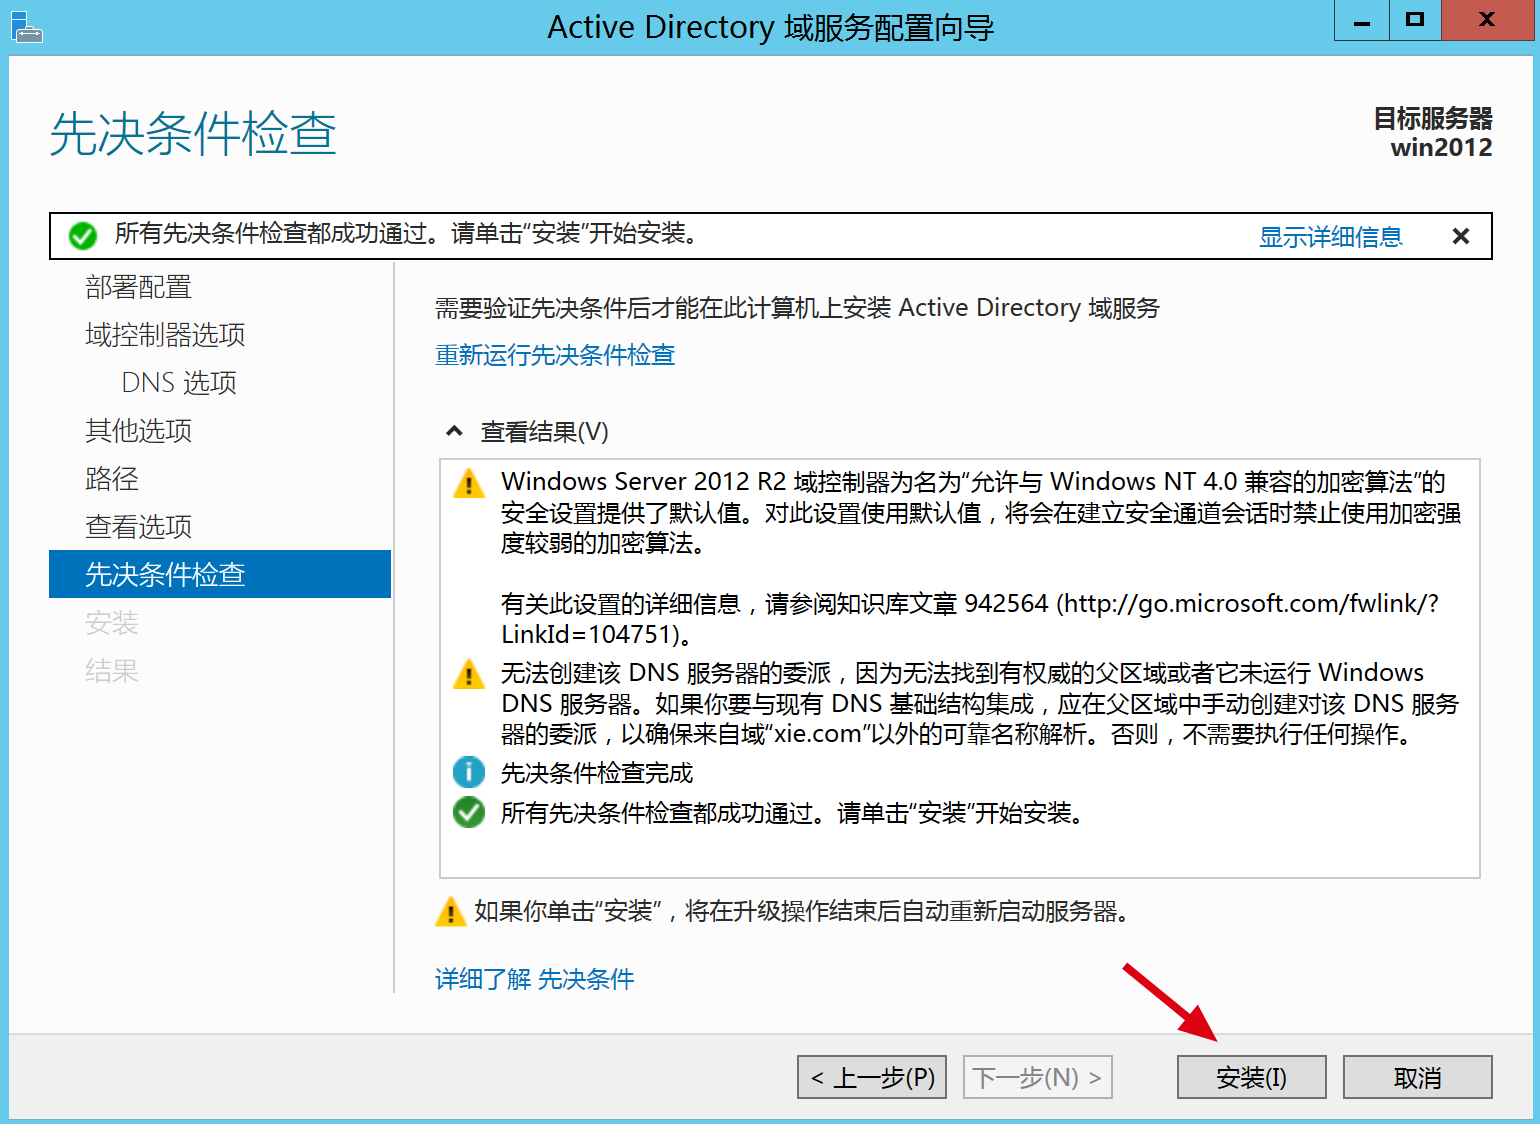 Active Directory 域服务配置向导
先决条件检查
目标服务器
win2012
所有先决条件检查都成功通过。请单击“安装”开始安装。
显示详细信息
部署配置
域控制器选项
DNS 选项
其他选项
路径
查看选项
先决条件检查
安装
结果
需要验证先决条件后才能在此计算机上安装 Active Directory 域服务
重新运行先决条件检查
查看结果(V)
Windows Server 2012 R2 域控制器为名为“允许与 Windows NT 4.0 兼容的加密算法”的
安全设置提供了默认值。对此设置使用默认值，将会在建立安全通道会话时禁止使用加密强
度较弱的加密算法。
有关此设置的详细信息，请参阅知识库文章 942564 (http://go.microsoft.com/fwlink/?
LinkId=104751)。
无法创建该 DNS 服务器的委派，因为无法找到有权威的父区域或者它未运行 Windows
DNS 服务器。如果你要与现有 DNS 基础结构集成，应在父区域中手动创建对该 DNS 服务
器的委派，以确保来自域“xie.com”以外的可靠名称解析。否则，不需要执行任何操作。
先决条件检查完成
所有先决条件检查都成功通过。请单击“安装”开始安装。
如果你单击“安装”，将在升级操作结束后自动重新启动服务器。
详细了解 先决条件
< 上一步(P)
下一步(N) >
安装(I)
取消